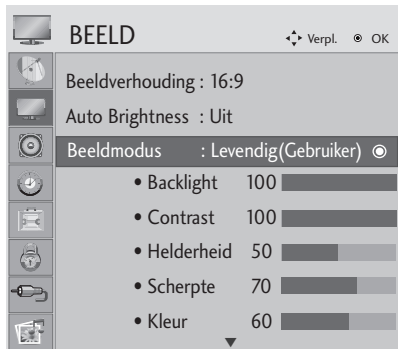 BEELD Verpl. OK
Beeldverhouding : 16:9
Auto Brightness : Uit
Beeldmodus : Levendig(Gebruiker)
• Backlight 100
• Contrast 100
• Helderheid 50
• Scherpte 70
• Kleur 60